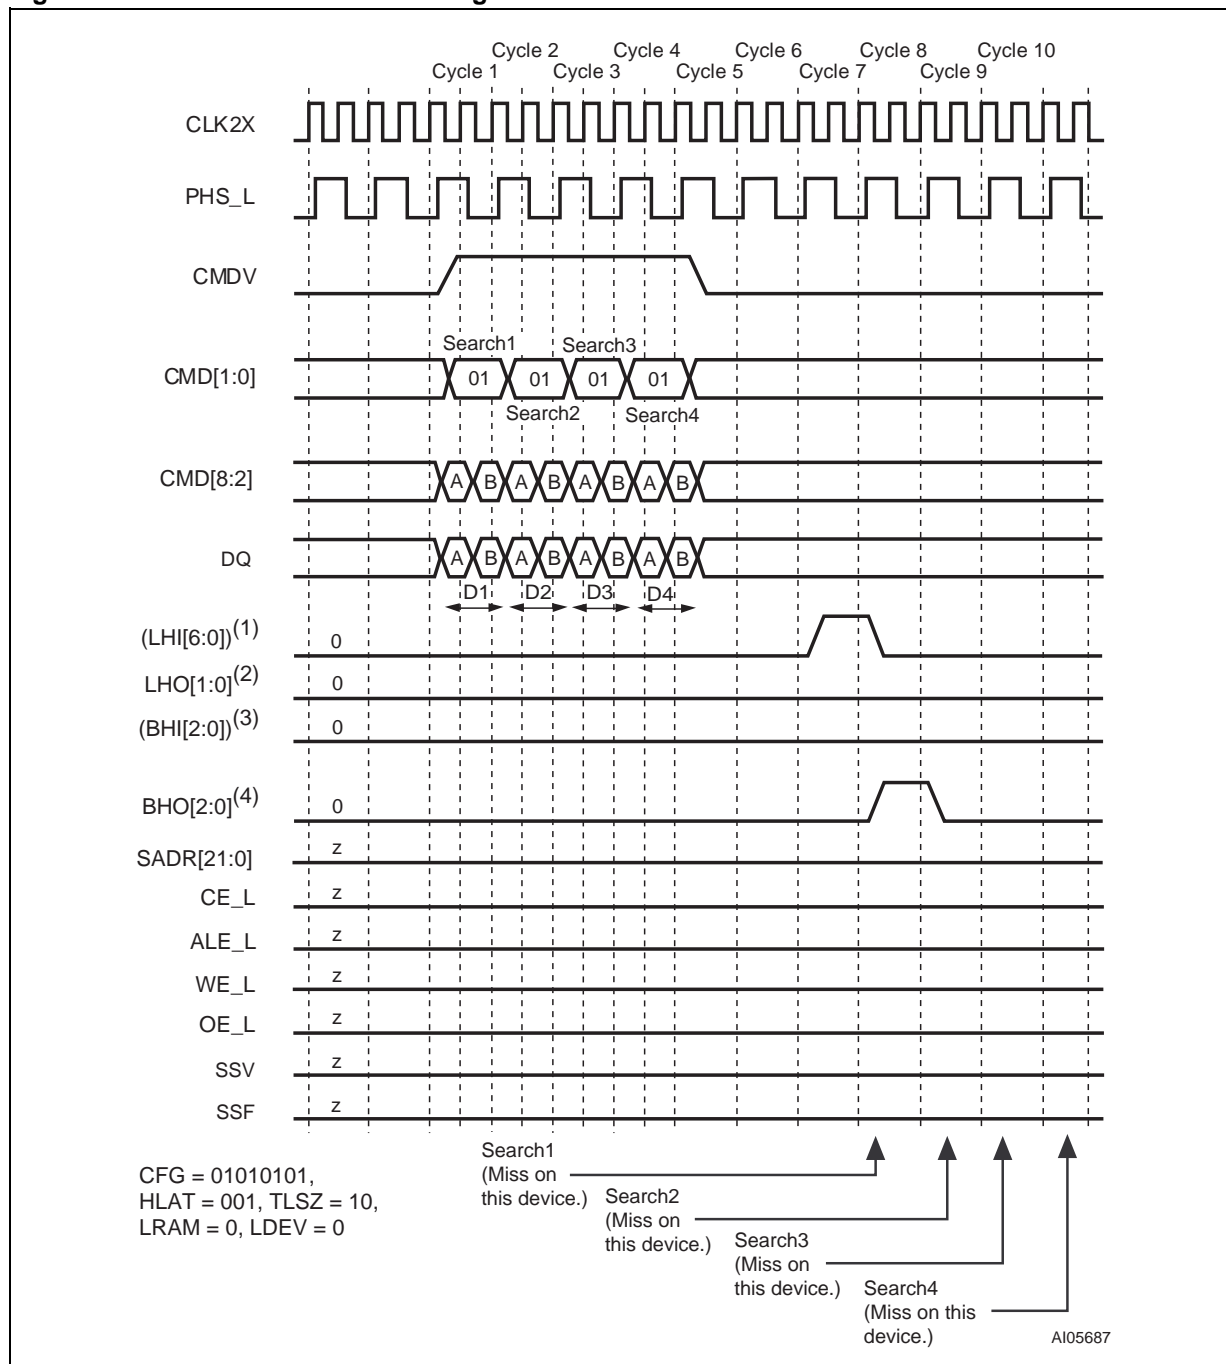 Cycle 2 Cycle 4 Cycle 6 Cycle 8 Cycle 10
Cycle 1 Cycle 3 Cycle 5 Cycle 7 Cycle 9
CLK2X
PHS_L
CMDV
Search1 Search3
CMD[1:0] 01 01 01 01
Search2 Search4
CMD[8:2] A B A B A B A B
DQ A B A B A B A B
D1 D2 D3 D4
(LHI[6:0])(1) 0
LHO[1:0](2) 0
(BHI[2:0])(3) 0
BHO[2:0](4) 0
SADR[21:0] z
CE_L z
ALE_L z
WE_L z
OE_L z
SSV z
SSF z
CFG = 01010101,
HLAT = 001, TLSZ = 10,
LRAM = 0, LDEV = 0
Search1
(Miss on
this device.)
Search2
(Miss on
this device.)
Search3
(Miss on
this device.)
Search4
(Miss on this
device.)
AI05687